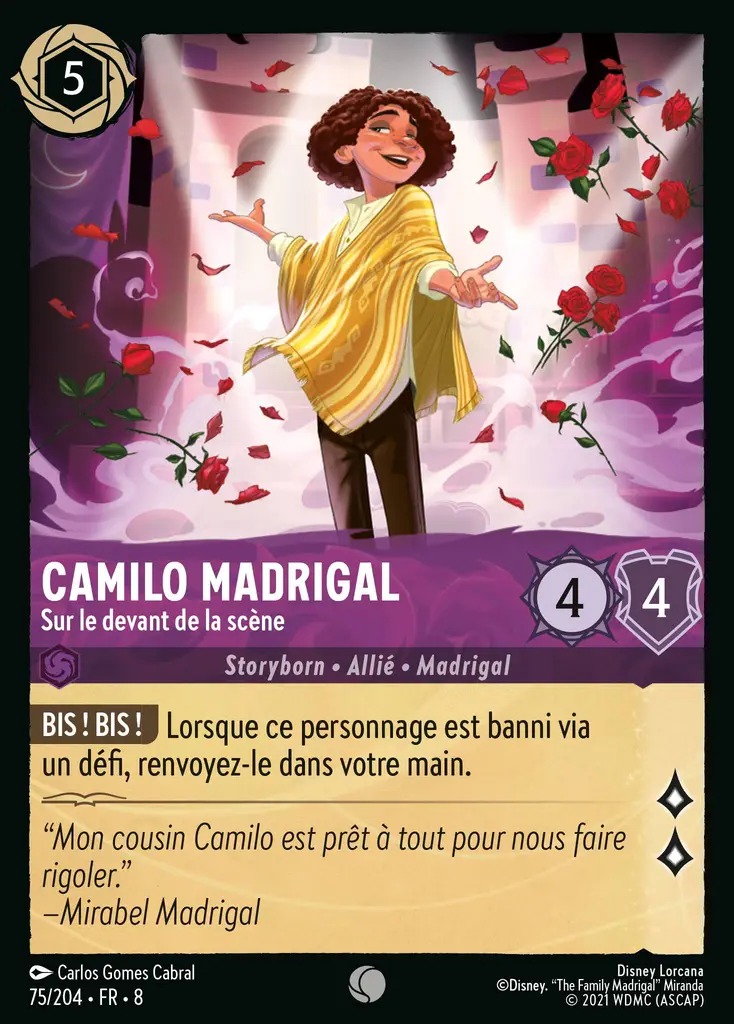 5
CAMILO MADRIGAL
Sur le devant de la scène
4
4
Storyborn • Allié • Madrigal
BIS ! BIS ! Lorsque ce personnage est banni via
un défi, renvoyez-le dans votre main.
“Mon cousin Camilo est prêt à tout pour nous faire
rigoler.”
–Mirabel Madrigal
Carlos Gomes Cabral
75/204 • FR • 8
Disney Lorcana
©Disney. “The Family Madrigal” Miranda
© 2021 WDMC (ASCAP)